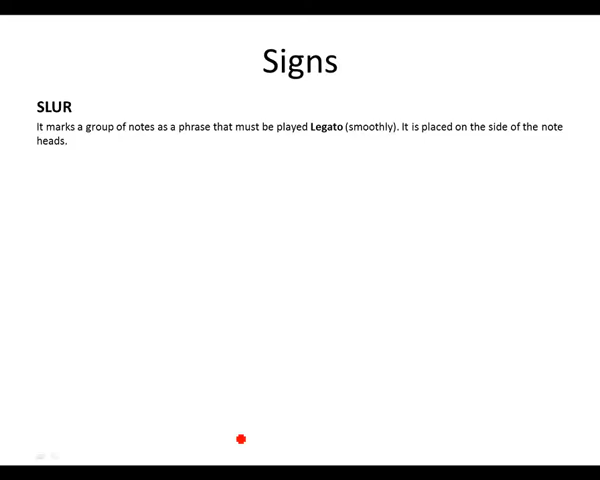 Signs
SLUR
It marks a group of notes as a phrase that must be played Legato (smoothly). It is placed on the side of the note
heads.